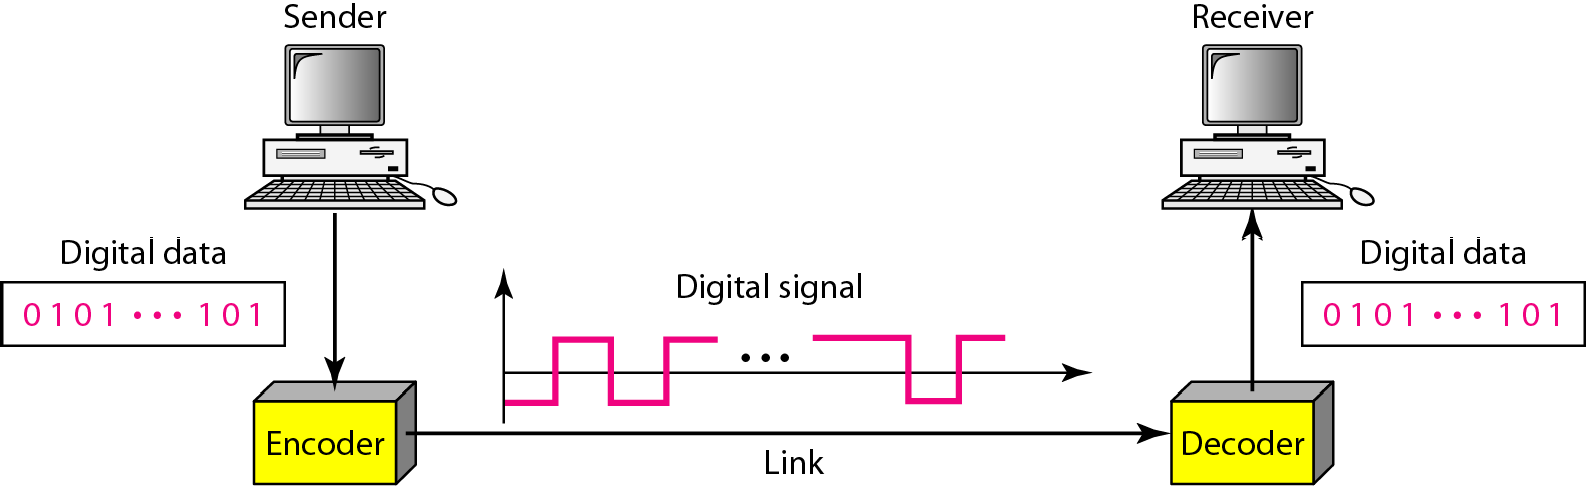 Sender
Receiver
Digital data
0101 ••• 101
Digital signal
•••
Digital data
0101 ••• 101
Encoder
Link
Decoder